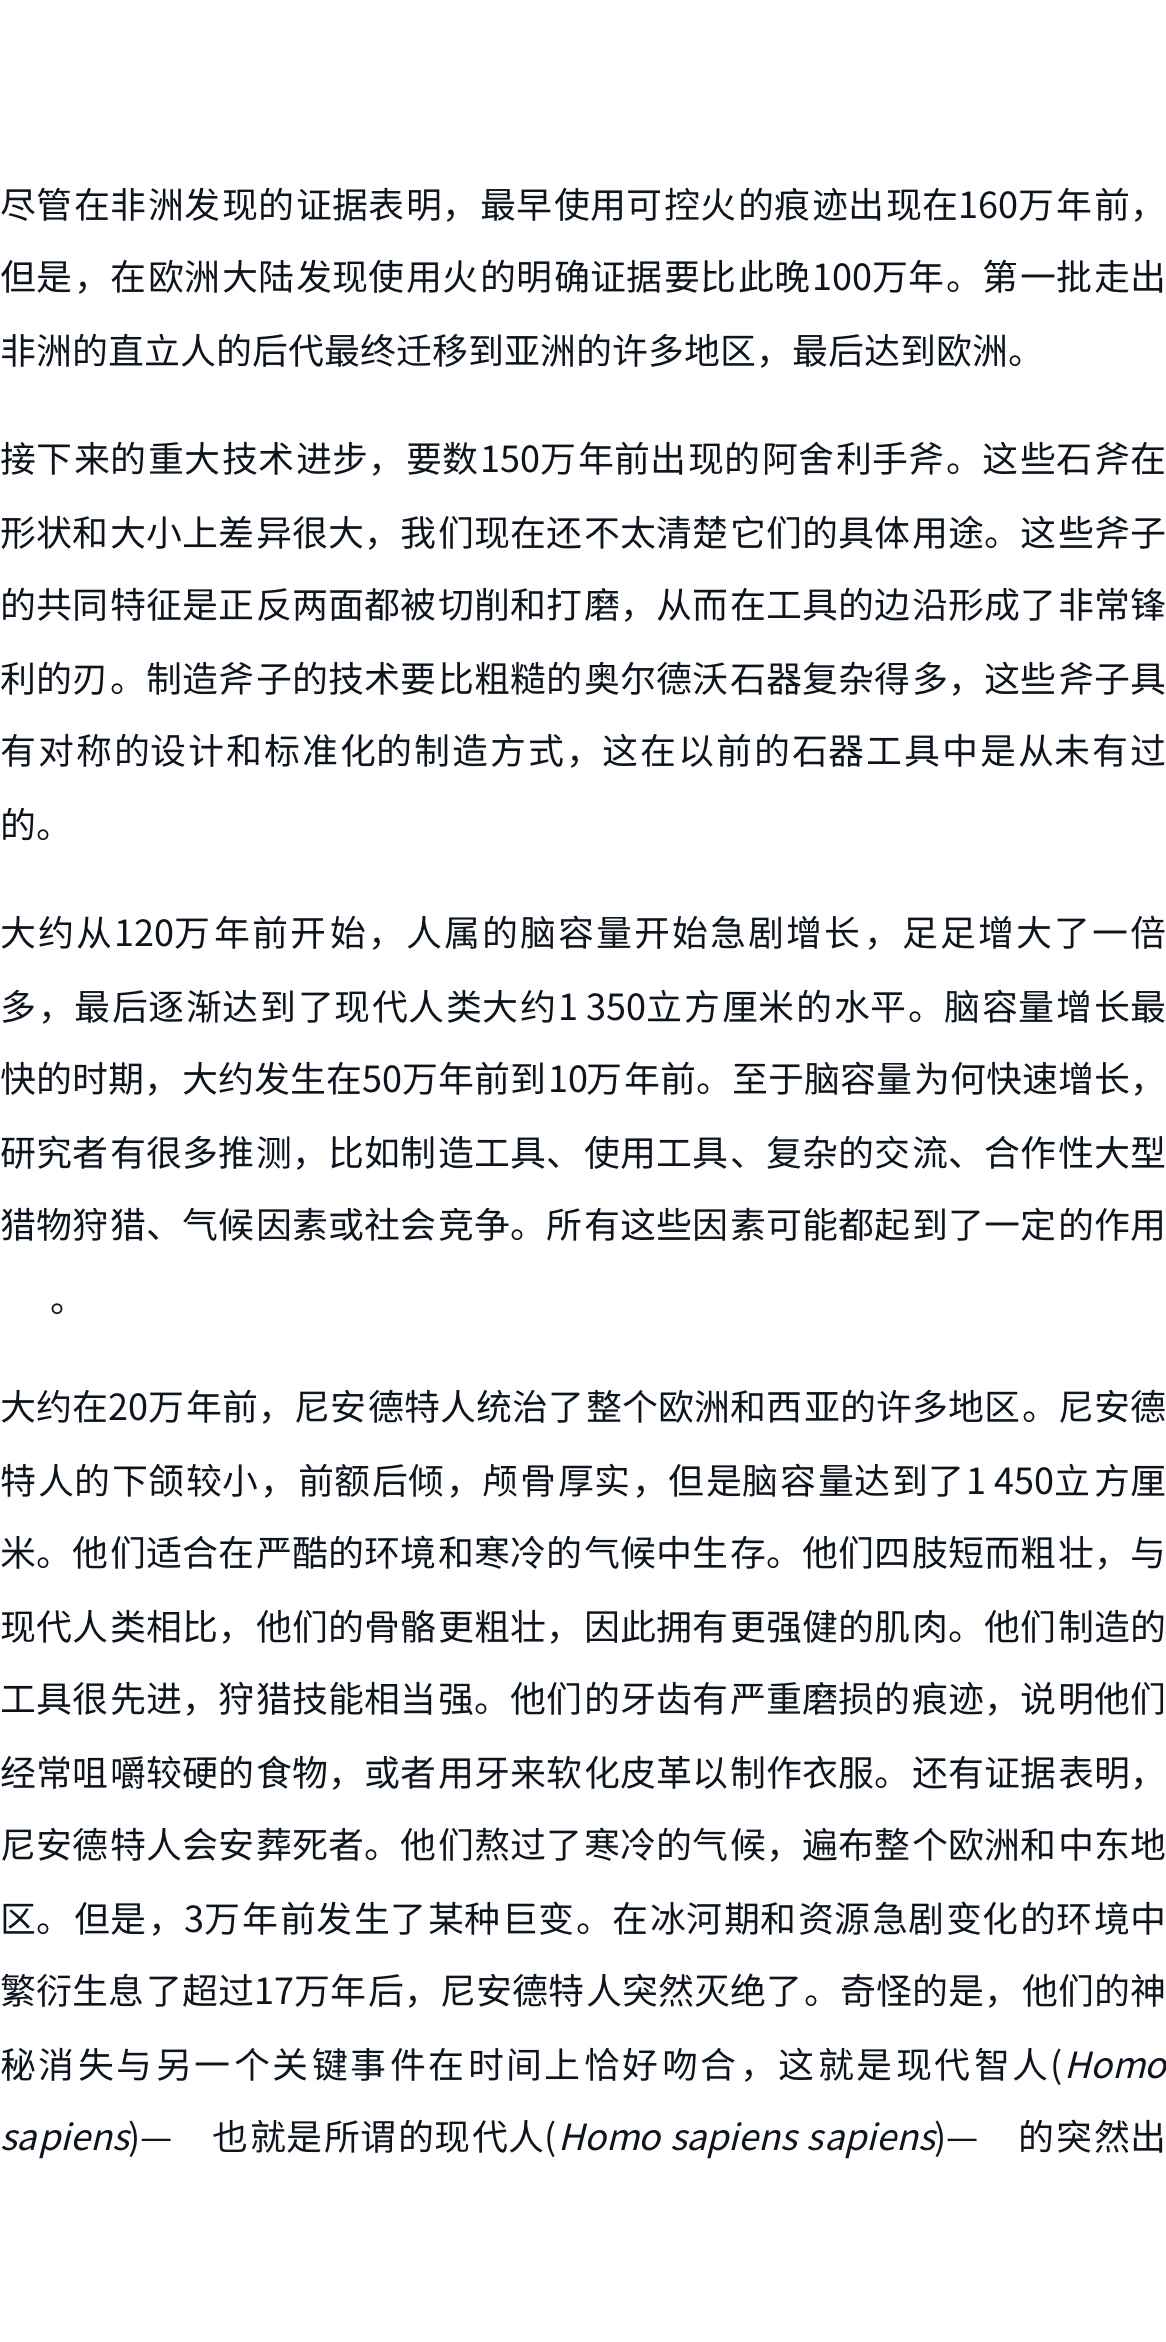 尽管在非洲发现的证据表明，最早使用可控火的痕迹出现在160万年前，
但是，在欧洲大陆发现使用火的明确证据要比此晚100万年。第一批走出
非洲的直立人的后代最终迁移到亚洲的许多地区，最后达到欧洲。
接下来的重大技术进步，要数150万年前出现的阿舍利手斧。这些石斧在
形状和大小上差异很大，我们现在还不太清楚它们的具体用途。这些斧子
的共同特征是正反两面都被切削和打磨，从而在工具的边沿形成了非常锋
利的刃。制造斧子的技术要比粗糙的奥尔德沃石器复杂得多，这些斧子具
有对称的设计和标准化的制造方式，这在以前的石器工具中是从未有过
的。
大约从120万年前开始，人属的脑容量开始急剧增长，足足增大了一倍
多，最后逐渐达到了现代人类大约1 350立方厘米的水平。脑容量增长最
快的时期，大约发生在50万年前到10万年前。至于脑容量为何快速增长，
研究者有很多推测，比如制造工具、使用工具、复杂的交流、合作性大型
猎物狩猎、气候因素或社会竞争。所有这些因素可能都起到了一定的作用
。
大约在20万年前，尼安德特人统治了整个欧洲和西亚的许多地区。尼安德
特人的下颌较小，前额后倾，颅骨厚实，但是脑容量达到了1 450立方厘
米。他们适合在严酷的环境和寒冷的气候中生存。他们四肢短而粗壮，与
现代人类相比，他们的骨骼更粗壮，因此拥有更强健的肌肉。他们制造的
工具很先进，狩猎技能相当强。他们的牙齿有严重磨损的痕迹，说明他们
经常咀嚼较硬的食物，或者用牙来软化皮革以制作衣服。还有证据表明，
尼安德特人会安葬死者。他们熬过了寒冷的气候，遍布整个欧洲和中东地
区。但是，3万年前发生了某种巨变。在冰河期和资源急剧变化的环境中
繁衍生息了超过17万年后，尼安德特人突然灭绝了。奇怪的是，他们的神
秘消失与另一个关键事件在时间上恰好吻合，这就是现代智人(Homo
sapiens)— 也就是所谓的现代人(Homo sapiens sapiens)— 的突然出